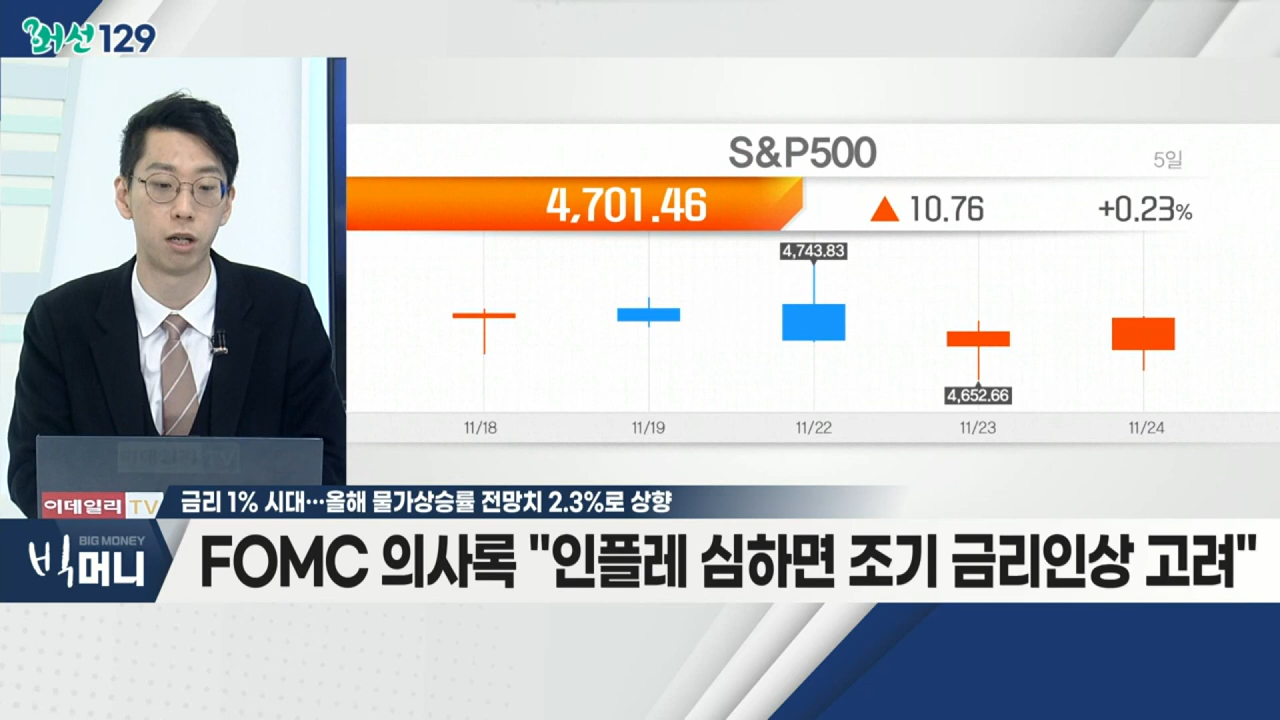 머선129
S&P500
5일
4,701.46
▲ 10.76
+0.23%
4,743.83
4,652.66
11/18
11/19
11/22
11/23
11/24
이데일리 TV
금리 1% 시대…올해 물가상승률 전망치 2.3%로 상향
BIG MONEY
빅머니
FOMC 의사록 "인플레 심하면 조기 금리인상 고려"